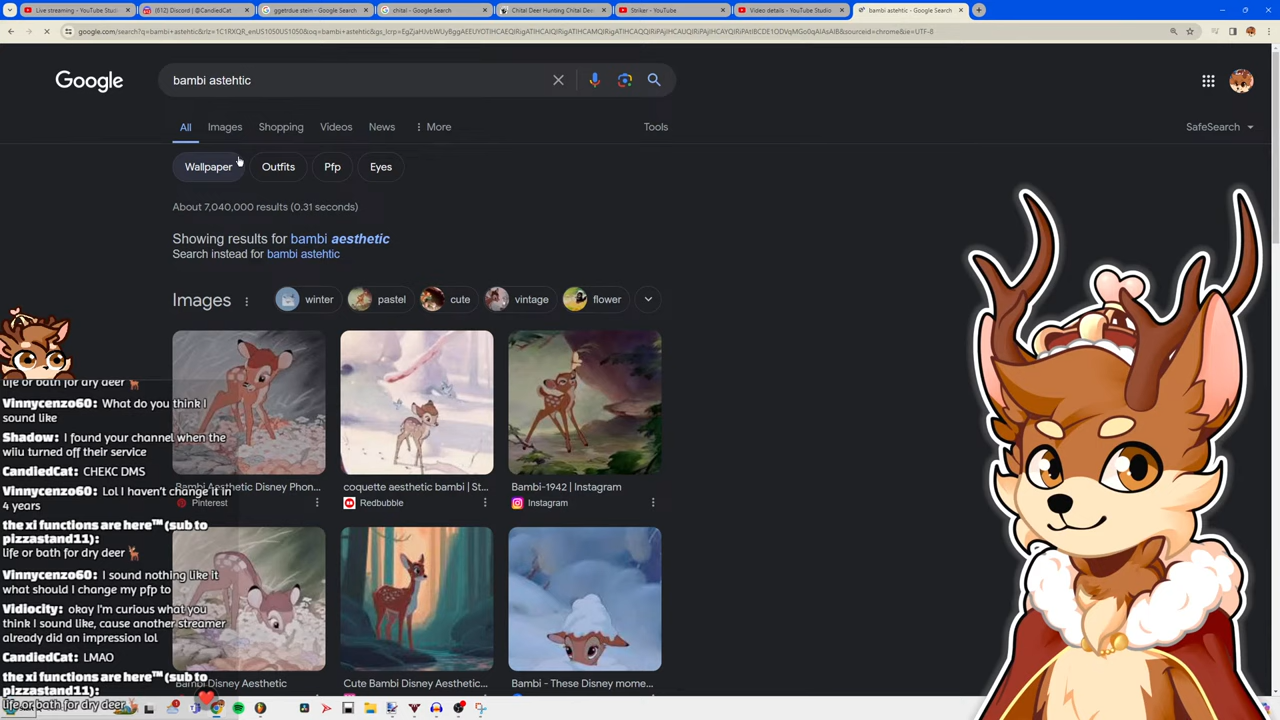 Live streaming - YouTube Stud
(612) Discord | @CandiedCat
ggetrdue stein - Google Search
chital - Google Search
Chital Deer Hunting Chital Deer
Striker - YouTube
Video details - YouTube Studio
bambi astehtic - Google Search
Google
bambi astehtic
All
Images
Shopping
Videos
News
More
Tools
SafeSearch
Wallpaper
Outfits
Pfp
Eyes
About 7,040,000 results (0.31 seconds)
Showing results for bambi aesthetic
Search instead for bambi astehtic
Images
winter
pastel
cute
vintage
flower
Bambi Aesthetic Disney Phon...
Pinterest
coquette aesthetic bambi | St...
Redbubble
Bambi-1942 | Instagram
Instagram
Bambi Disney Aesthetic
Cute Bambi Disney Aesthetic...
Bambi - These Disney mome...
life or bath for dry deer 🦌
Vinnycenzo60: What do you think I
sound like
Shadow: I found your channel when the
wiiu turned off their service
CandiedCat: CHEKC DMS
Vinnycenzo60: Lol I haven't changed it in
4 years
the xi functions are here™ (sub to
pizzastand11):
life or bath for dry deer 🦌
Vinnycenzo60: I sound nothing like it
what should I change my pfp to
Vidiocity: okay I'm curious what you
think I sound like, cause another streamer
already did an impression lol
CandiedCat: LMAO
the xi functions are here™ (sub to
pizzastand11):
life or bath for dry deer